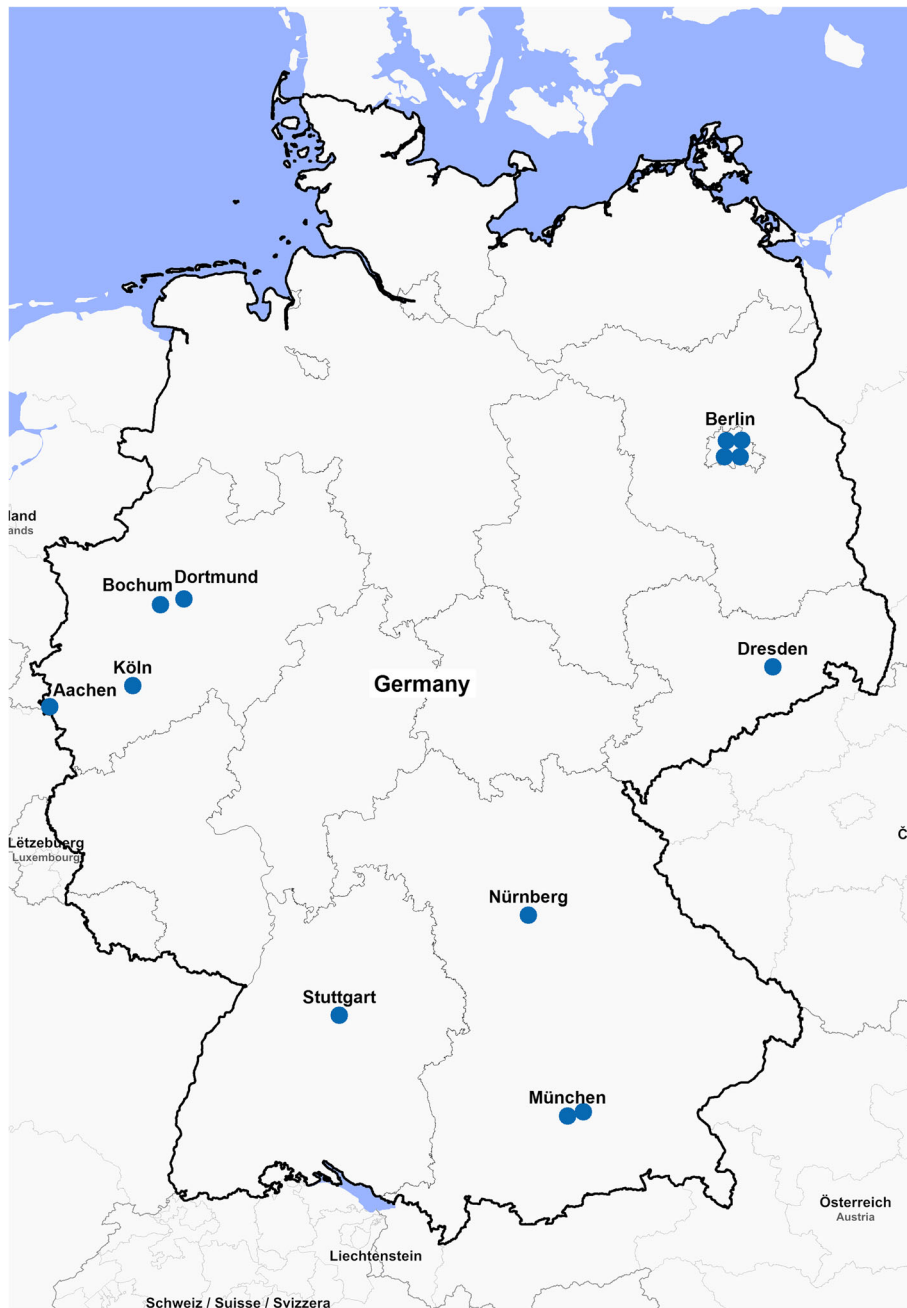 Berlin
land
ands
Bochum
Dortmund
Köln
Aachen
Dresden
Germany
Lëtzebuerg
Luxembourg
Č
Nürnberg
Stuttgart
München
Österreich
Austria
Liechtenstein
Schweiz / Suisse / Svizzera